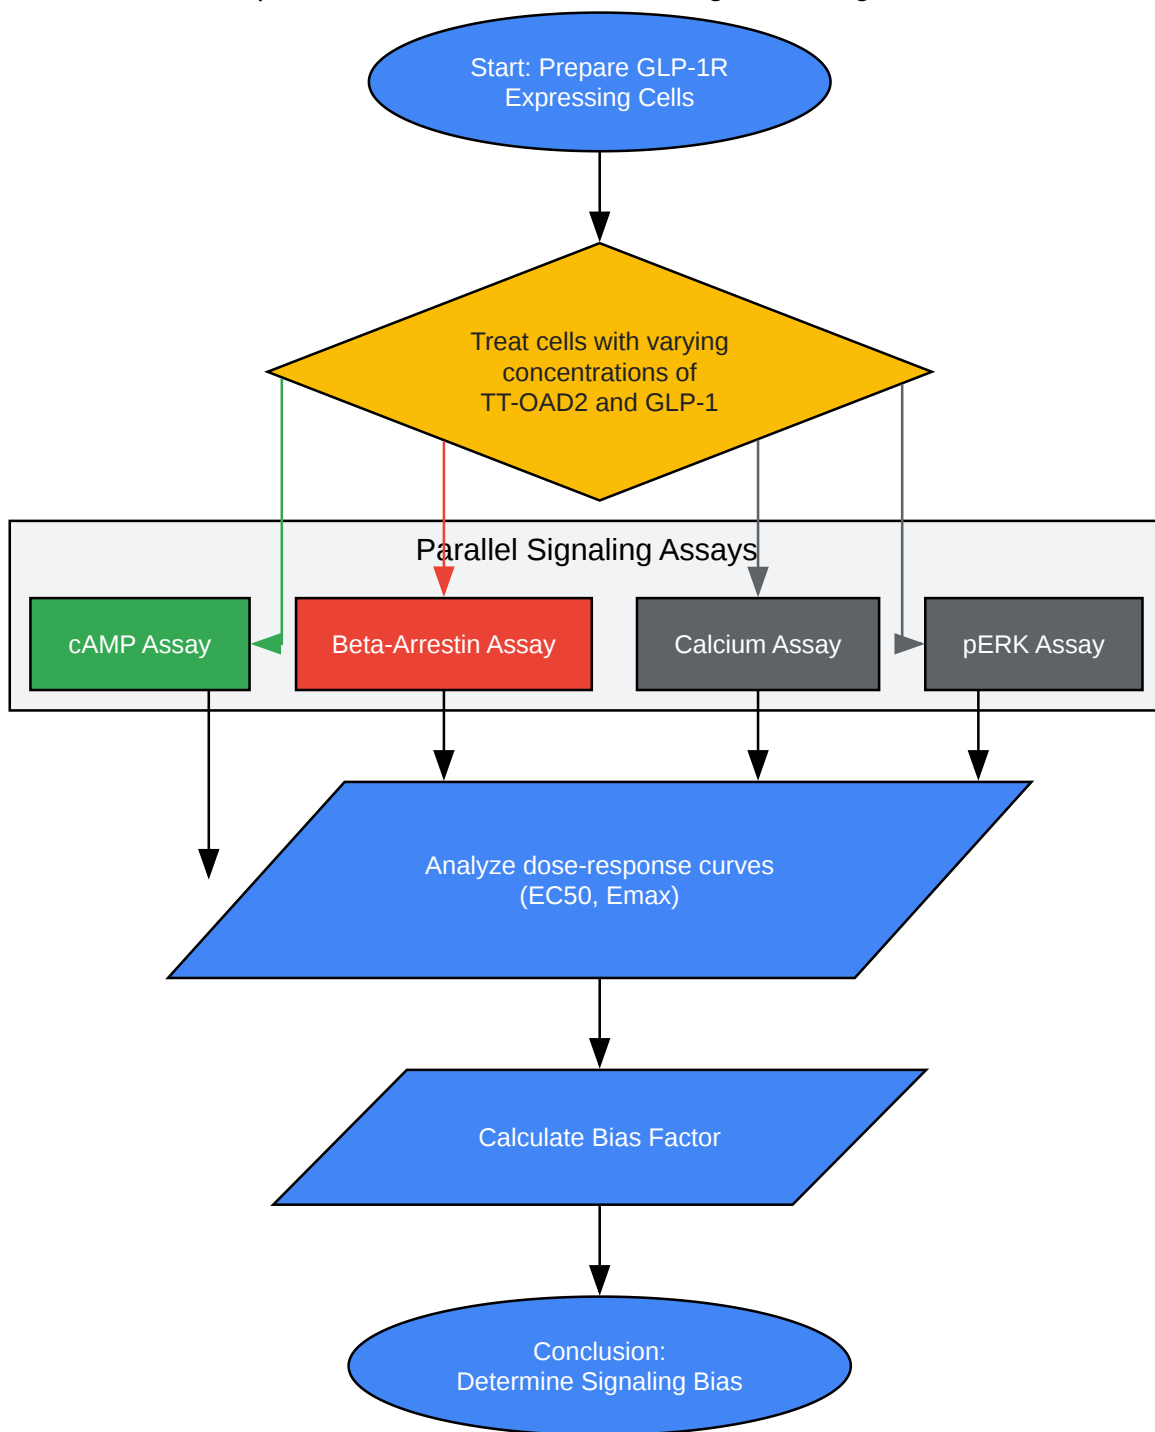 Start: Prepare GLP-1R
Expressing Cells
Treat cells with varying
concentrations of
TT-OAD2 and GLP-1
Parallel Signaling Assays
cAMP Assay
Beta-Arrestin Assay
Calcium Assay
pERK Assay
Analyze dose-response curves
(EC50, Emax)
Calculate Bias Factor
Conclusion:
Determine Signaling Bias